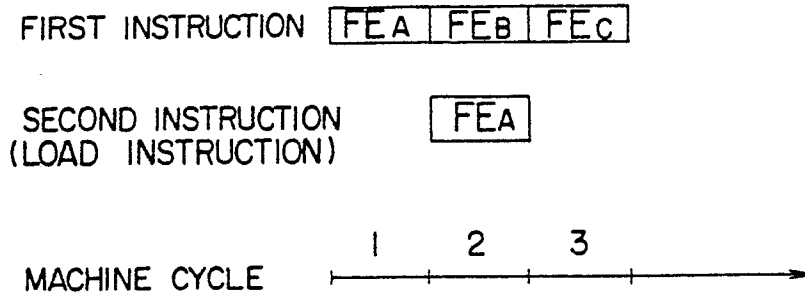 FIRST INSTRUCTION FEA FEB FEC
SECOND INSTRUCTION FEA
(LOAD INSTRUCTION)
1 2 3
MACHINE CYCLE